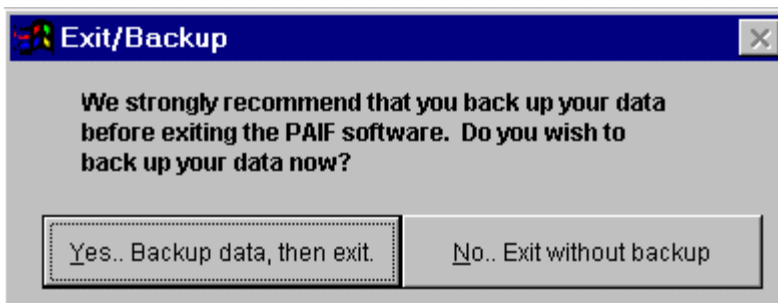 Exit/Backup
We strongly recommend that you back up your data
before exiting the PAIF software.  Do you wish to
back up your data now?
Yes.. Backup data, then exit.
No.. Exit without backup